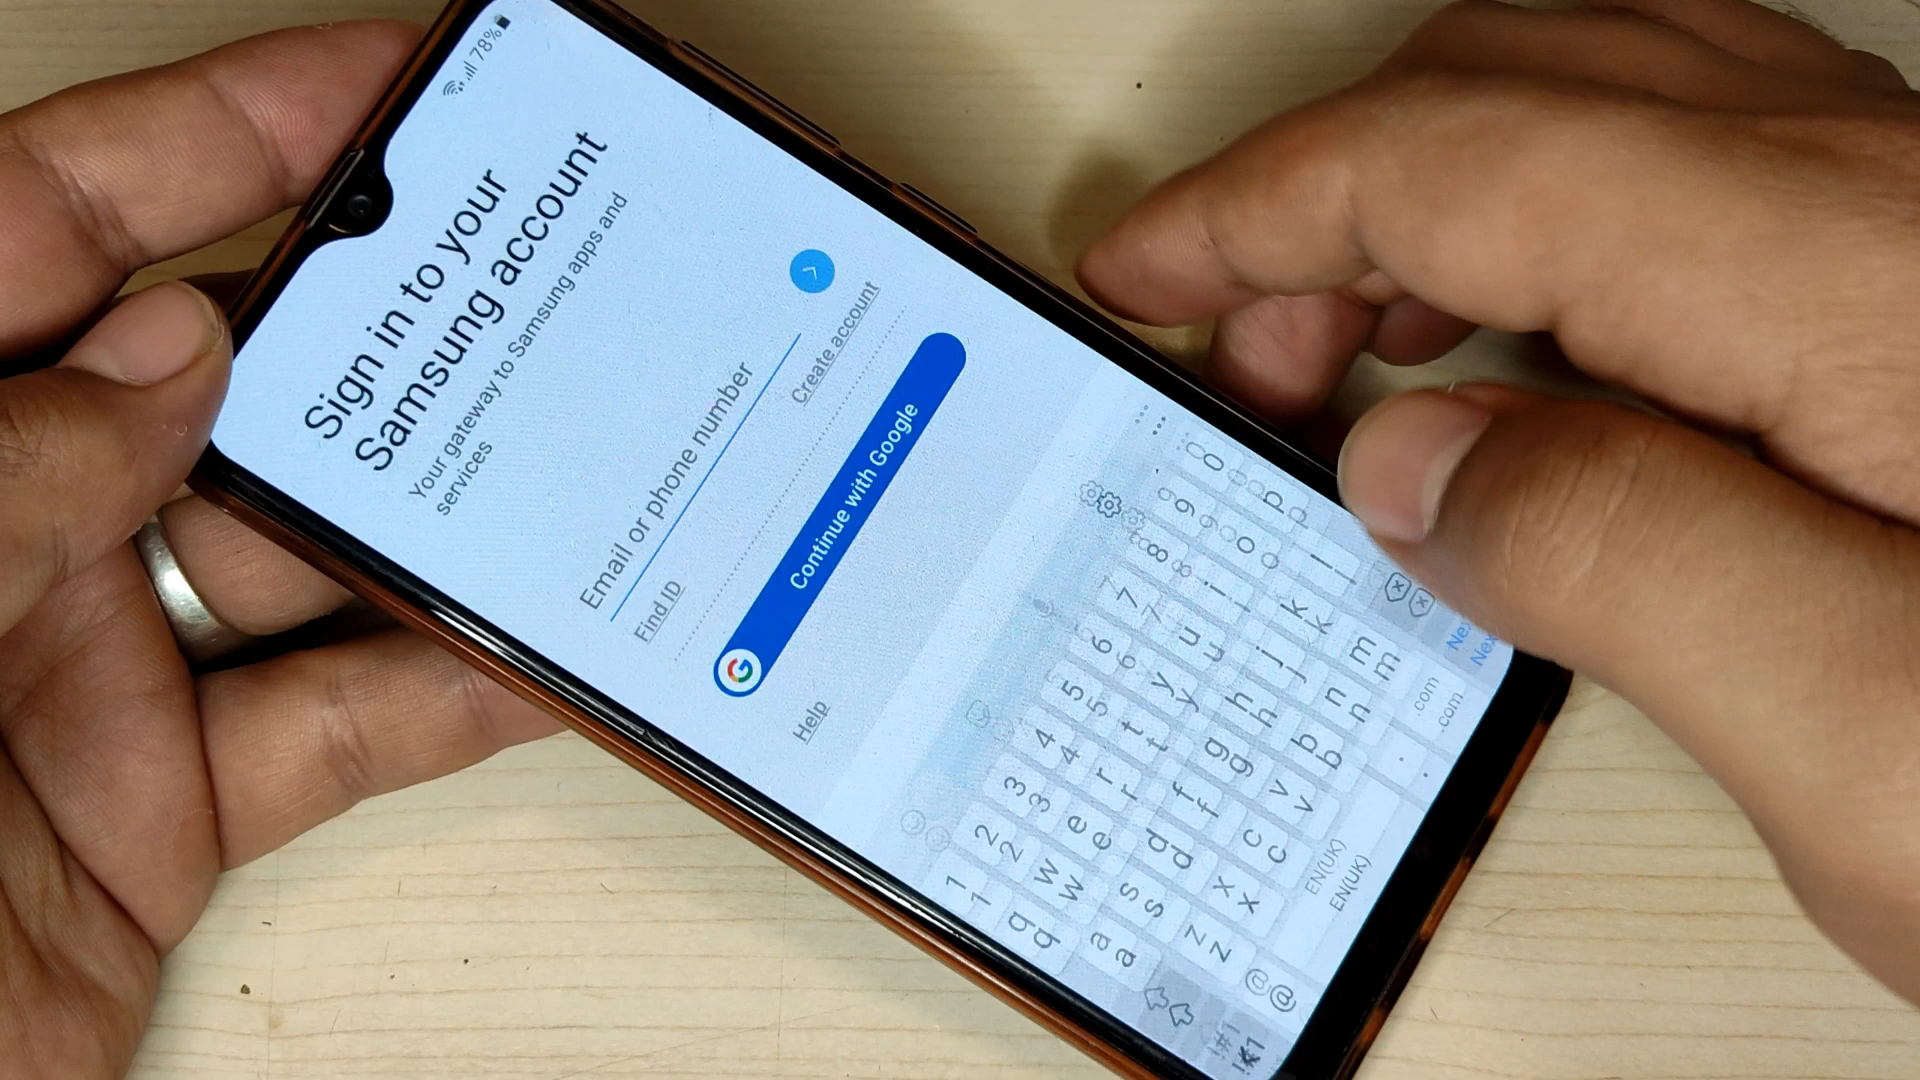 78%
Sign in to your
Samsung account
Your gateway to Samsung apps and
services
Email or phone number
Find ID
Create account
G Continue with Google
Help
1 2 3 4 5 6 7 8 9 0
q w e r t y u i o p
a s d f g h j k l
z x c v b n m
!#1 @ EN(UK) . .com Next